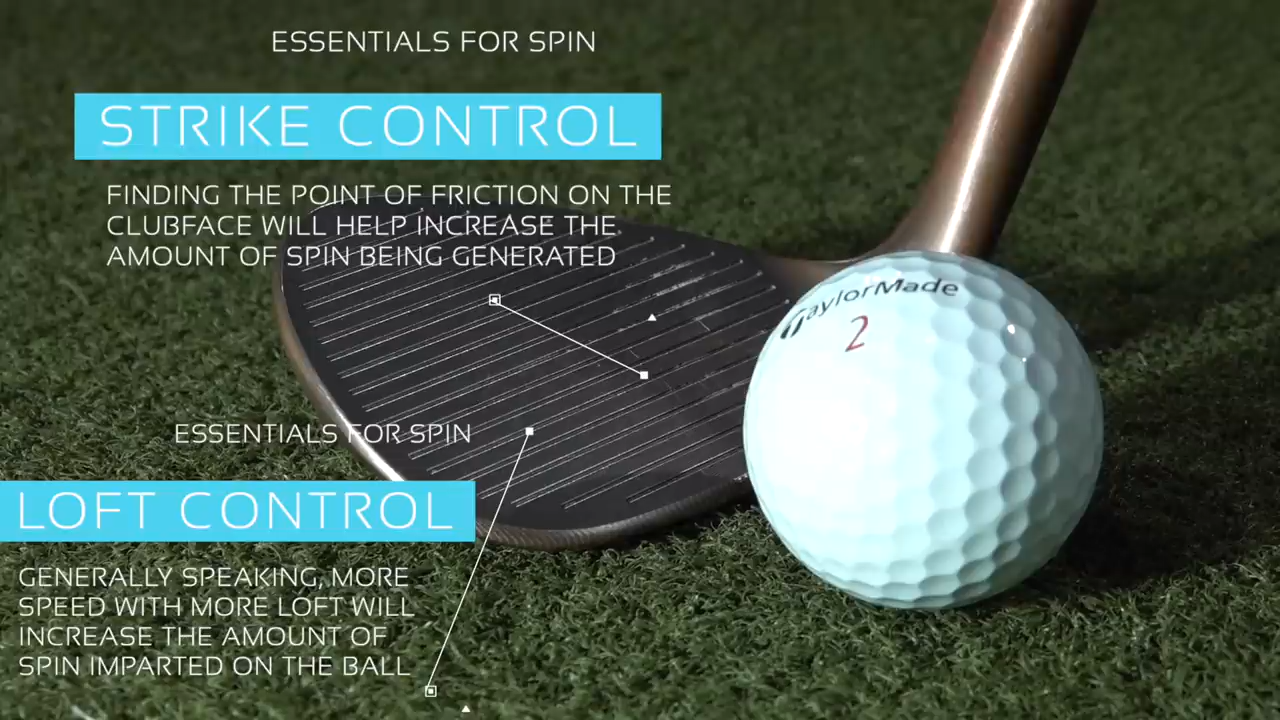 ESSENTIALS FOR SPIN
STRIKE CONTROL
FINDING THE POINT OF FRICTION ON THE
CLUBFACE WILL HELP INCREASE THE
AMOUNT OF SPIN BEING GENERATED
TaylorMade
2
ESSENTIALS FOR SPIN
LOFT CONTROL
GENERALLY SPEAKING, MORE
SPEED WITH MORE LOFT WILL
INCREASE THE AMOUNT OF
SPIN IMPARTED ON THE BALL